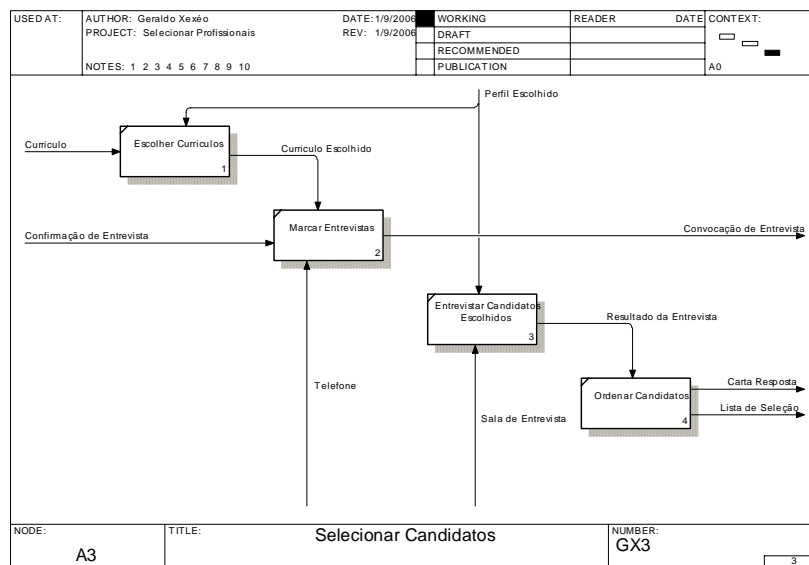 USED AT:
AUTHOR: Geraldo Xexéo
DATE: 1/9/2006
WORKING
READER
DATE
CONTEXT:
PROJECT: Selecionar Profissionais
REV: 1/9/2006
DRAFT
RECOMMENDED
NOTES: 1 2 3 4 5 6 7 8 9 10
PUBLICATION
A0
Perfil Escolhido
Curriculo
Escolher Curriculos
1
Curriculo Escolhido
Marcar Entrevistas
2
Confirmação de Entrevista
Convocação de Entrevista
Entrevistar Candidatos
Escolhidos
3
Resultado da Entrevista
Telefone
Sala de Entrevista
Ordenar Candidatos
4
Carta Resposta
Lista de Seleção
NODE:
A3
TITLE:
Selecionar Candidatos
NUMBER:
GX3
3